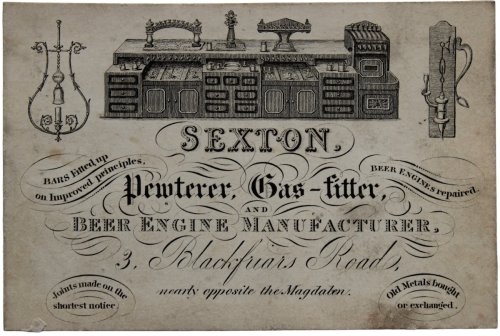 SEXTON,
BARS fitted up
on Improved principles.
BEER ENGINES repaired.
Pewterer, Gas-fitter,
AND
BEER ENGINE MANUFACTURER,
3, Blackfriars Road,
nearly opposite the Magdalen.
Joints made on the
shortest notice
Old Metals bought
or exchanged.